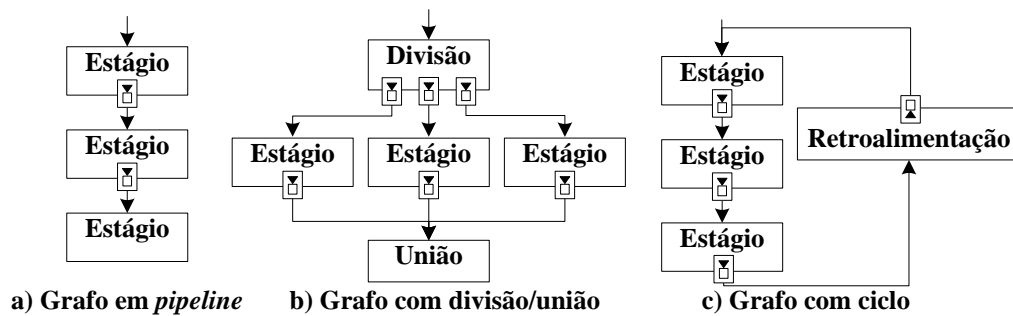 Estágio
Estágio
Estágio
a) Grafo em pipeline
Divisão
Estágio Estágio Estágio
União
b) Grafo com divisão/união
Estágio
Estágio
Estágio
Retroalimentação
c) Grafo com ciclo